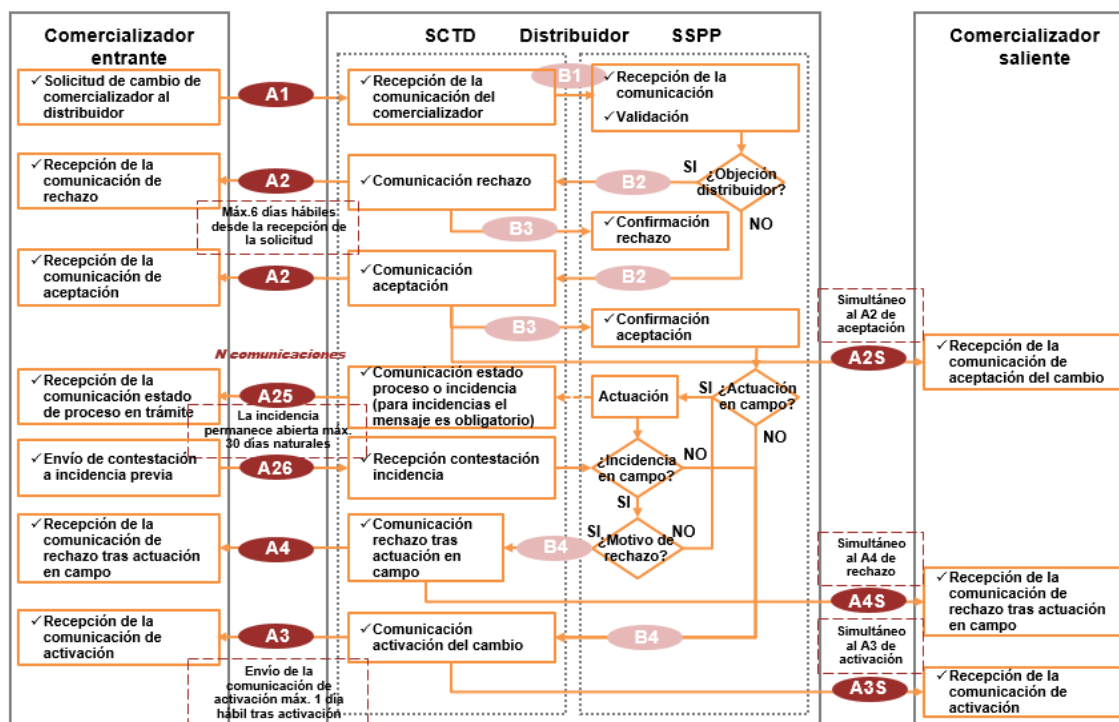 Comercializador
entrante
SCTD
Distribuidor
SSPP
Comercializador
saliente
✓ Solicitud de cambio de
comercializador al
distribuidor
A1
✓ Recepción de la
comunicación del
comercializador
B1
✓ Recepción de la
comunicación
✓ Validación
✓ Recepción de la
comunicación de
rechazo
A2
✓ Comunicación rechazo
B2
SI
¿Objeción
distribuidor?
NO
Máx.6 días hábiles
desde la recepción de
la solicitud
B3
✓ Confirmación
rechazo
✓ Recepción de la
comunicación de
aceptación
A2
✓ Comunicación
aceptación
B2
B3
✓ Confirmación
aceptación
Simultáneo
al A2 de
aceptación
A2S
✓ Recepción de la
comunicación de
aceptación del cambio
N comunicaciones
✓ Recepción de la
comunicación estado
de proceso en trámite
A25
✓ Comunicación estado
proceso o incidencia
(para incidencias el
mensaje es obligatorio)
Actuación
SI
¿Actuación
en campo?
NO
La incidencia
permanece abierta máx.
30 días naturales
✓ Envío de contestación
a incidencia previa
A26
✓ Recepción contestación
incidencia
¿Incidencia
en campo?
NO
SI
✓ Recepción de la
comunicación de
rechazo tras actuación
en campo
A4
✓ Comunicación
rechazo tras
actuación en
campo
B4
SI
¿Motivo de
rechazo?
NO
Simultáneo
al A4 de
rechazo
A4S
✓ Recepción de la
comunicación de
rechazo tras actuación
en campo
✓ Recepción de la
comunicación de
activación
A3
✓ Comunicación
activación del cambio
B4
Simultáneo
al A3 de
activación
Envío de la
comunicación de
activación máx. 1 día
hábil tras activación
A3S
✓ Recepción de la
comunicación de
activación